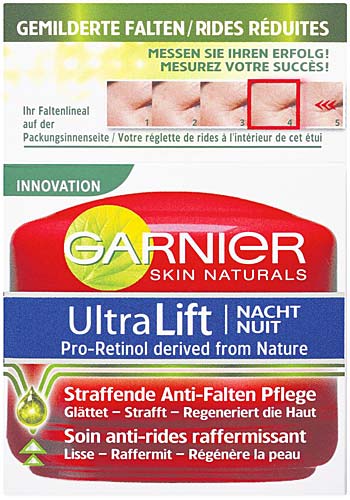 GEMILDERTE FALTEN/RIDES RÉDUITES
MESSEN SIE IHREN ERFOLG!
MESUREZ VOTRE SUCCÈS!
1 2 3 4 5
Ihr Faltenlineal
auf der
Packungsinnenseite / Votre réglette de rides à l'intérieur de cet étui
INNOVATION
GARNIER
SKIN NATURALS
UltraLift | NACHT
NUIT
Pro-Retinol derived from Nature
Straffende Anti-Falten Pflege
Glättet – Strafft – Regeneriert die Haut
Soin anti-rides raffermissant
Lisse – Raffermit – Régénère la peau